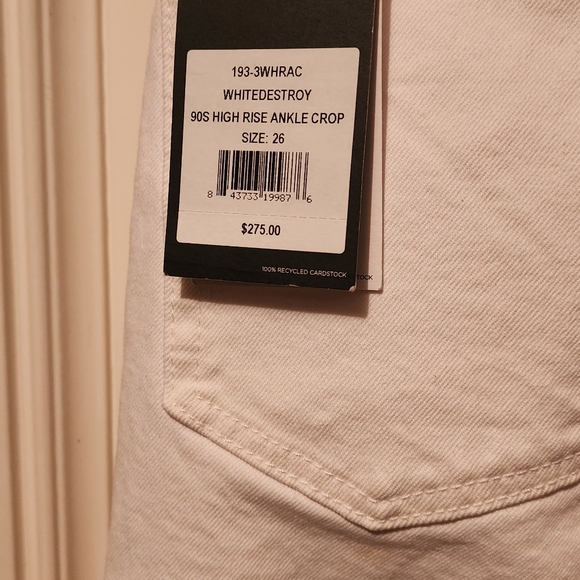 193-3WHRAC
WHITEDESTROY
90S HIGH RISE ANKLE CROP
SIZE: 26
8 43733 19987 6
$275.00
100% RECYCLED CARDSTOCK
TOCK